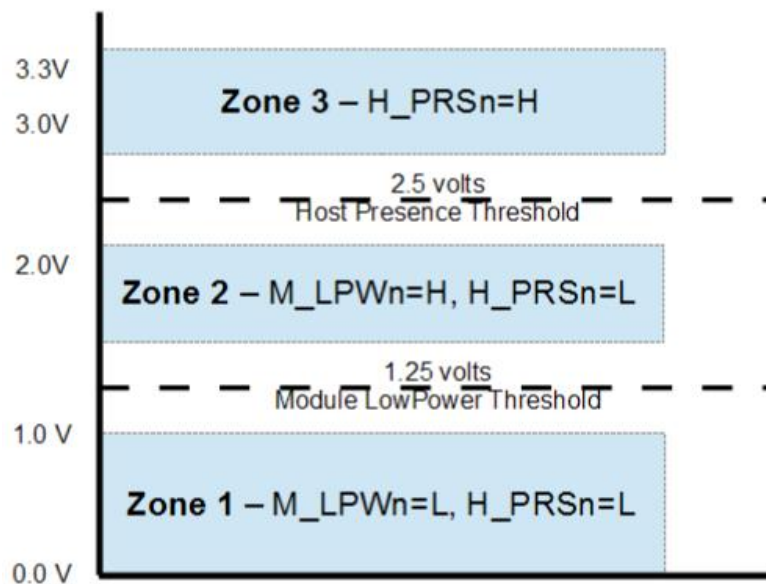 3.3V
Zone 3 – H_PRSn=H
3.0V
2.5 volts
Host Presence Threshold
2.0V
Zone 2 – M_LPWn=H, H_PRSn=L
1.25 volts
Module LowPower Threshold
1.0 V
Zone 1 – M_LPWn=L, H_PRSn=L
0.0 V